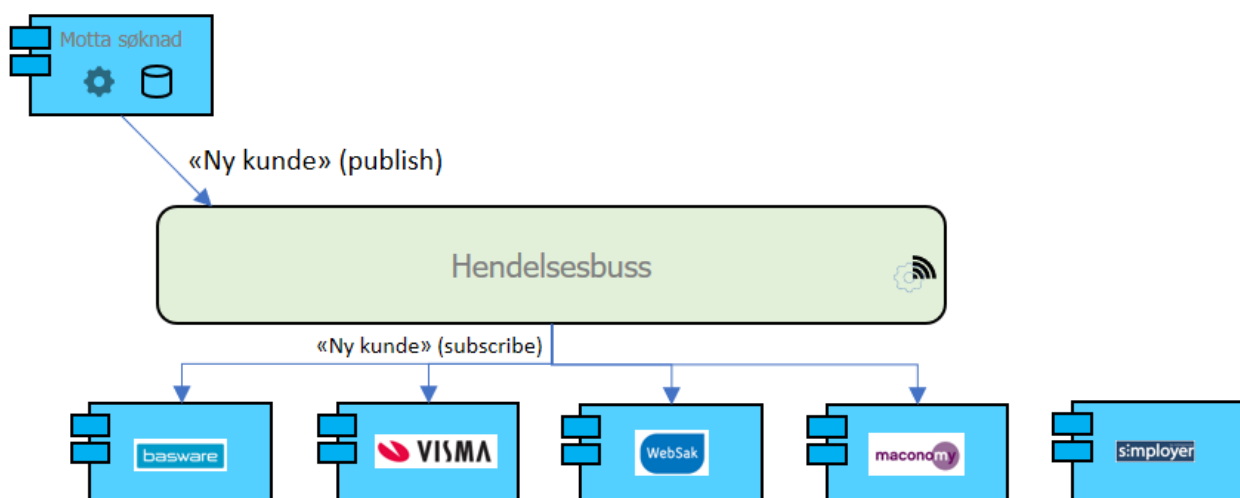 Motta søknad
«Ny kunde» (publish)
Hendelsesbuss
«Ny kunde» (subscribe)
basware
VISMA
WebSak
maconomy
s:mployer